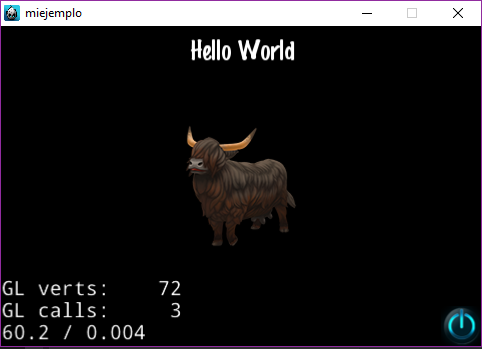 miejemplo
Hello World
GL verts: 72
GL calls: 3
60.2 / 0.004